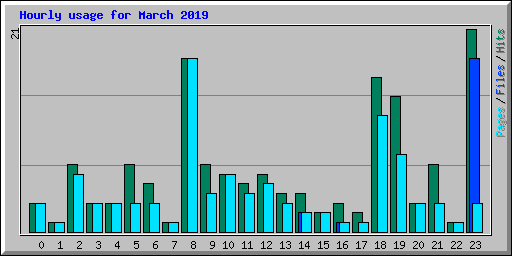 Hourly usage for March 2019
21
Pages / Files / Hits
0 1 2 3 4 5 6 7 8 9 10 11 12 13 14 15 16 17 18 19 20 21 22 23